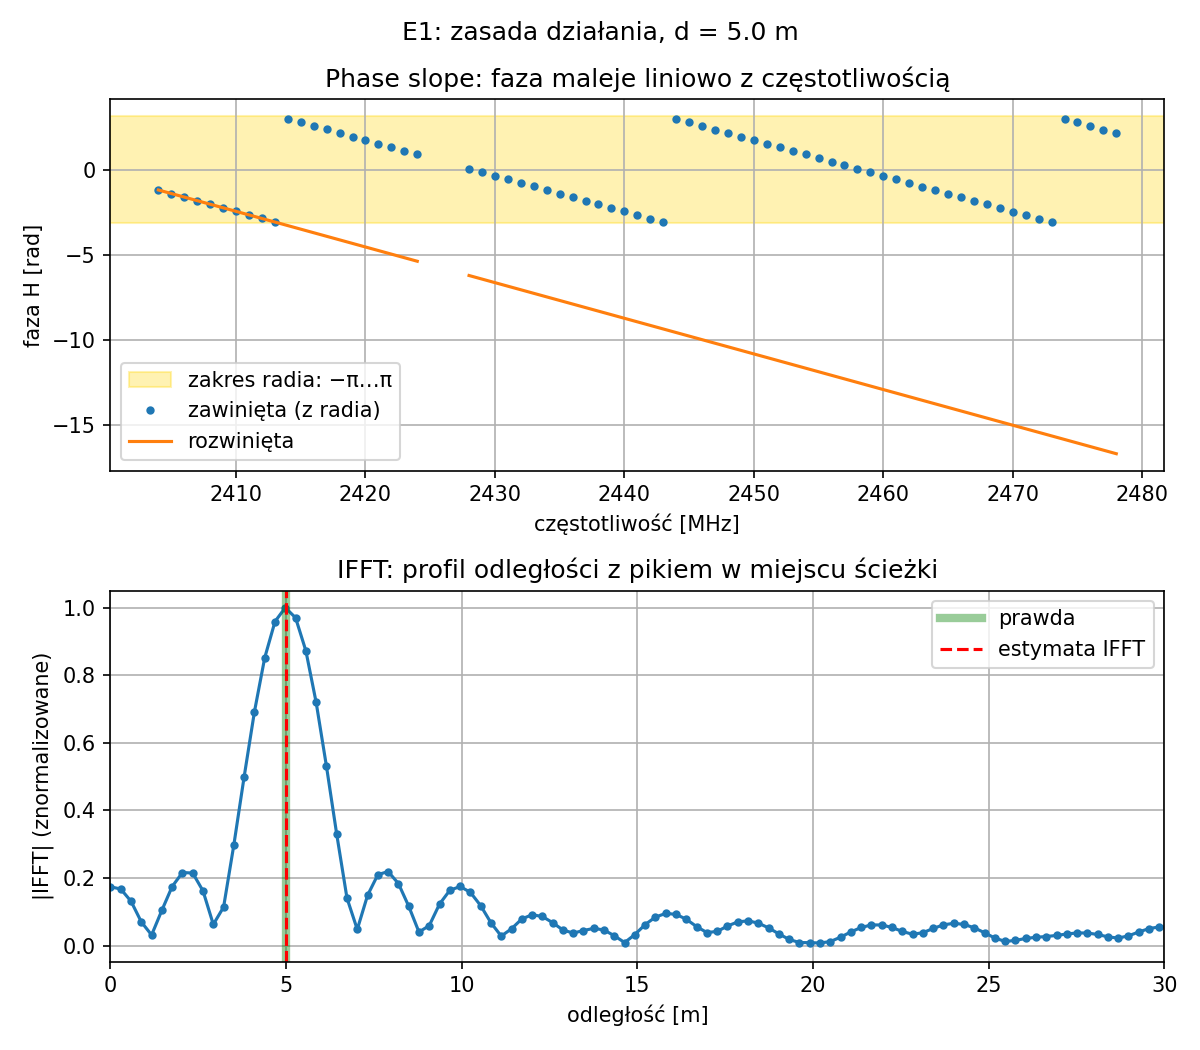 E1: zasada działania, d = 5.0 m
Phase slope: faza maleje liniowo z częstotliwością
faza H [rad]
0
−5
−10
−15
zakres radia: −π…π
zawinięta (z radia)
rozwinięta
2410 2420 2430 2440 2450 2460 2470 2480
częstotliwość [MHz]
IFFT: profil odległości z pikiem w miejscu ścieżki
|IFFT| (znormalizowane)
1.0
0.8
0.6
0.4
0.2
0.0
prawda
estymata IFFT
0 5 10 15 20 25 30
odległość [m]